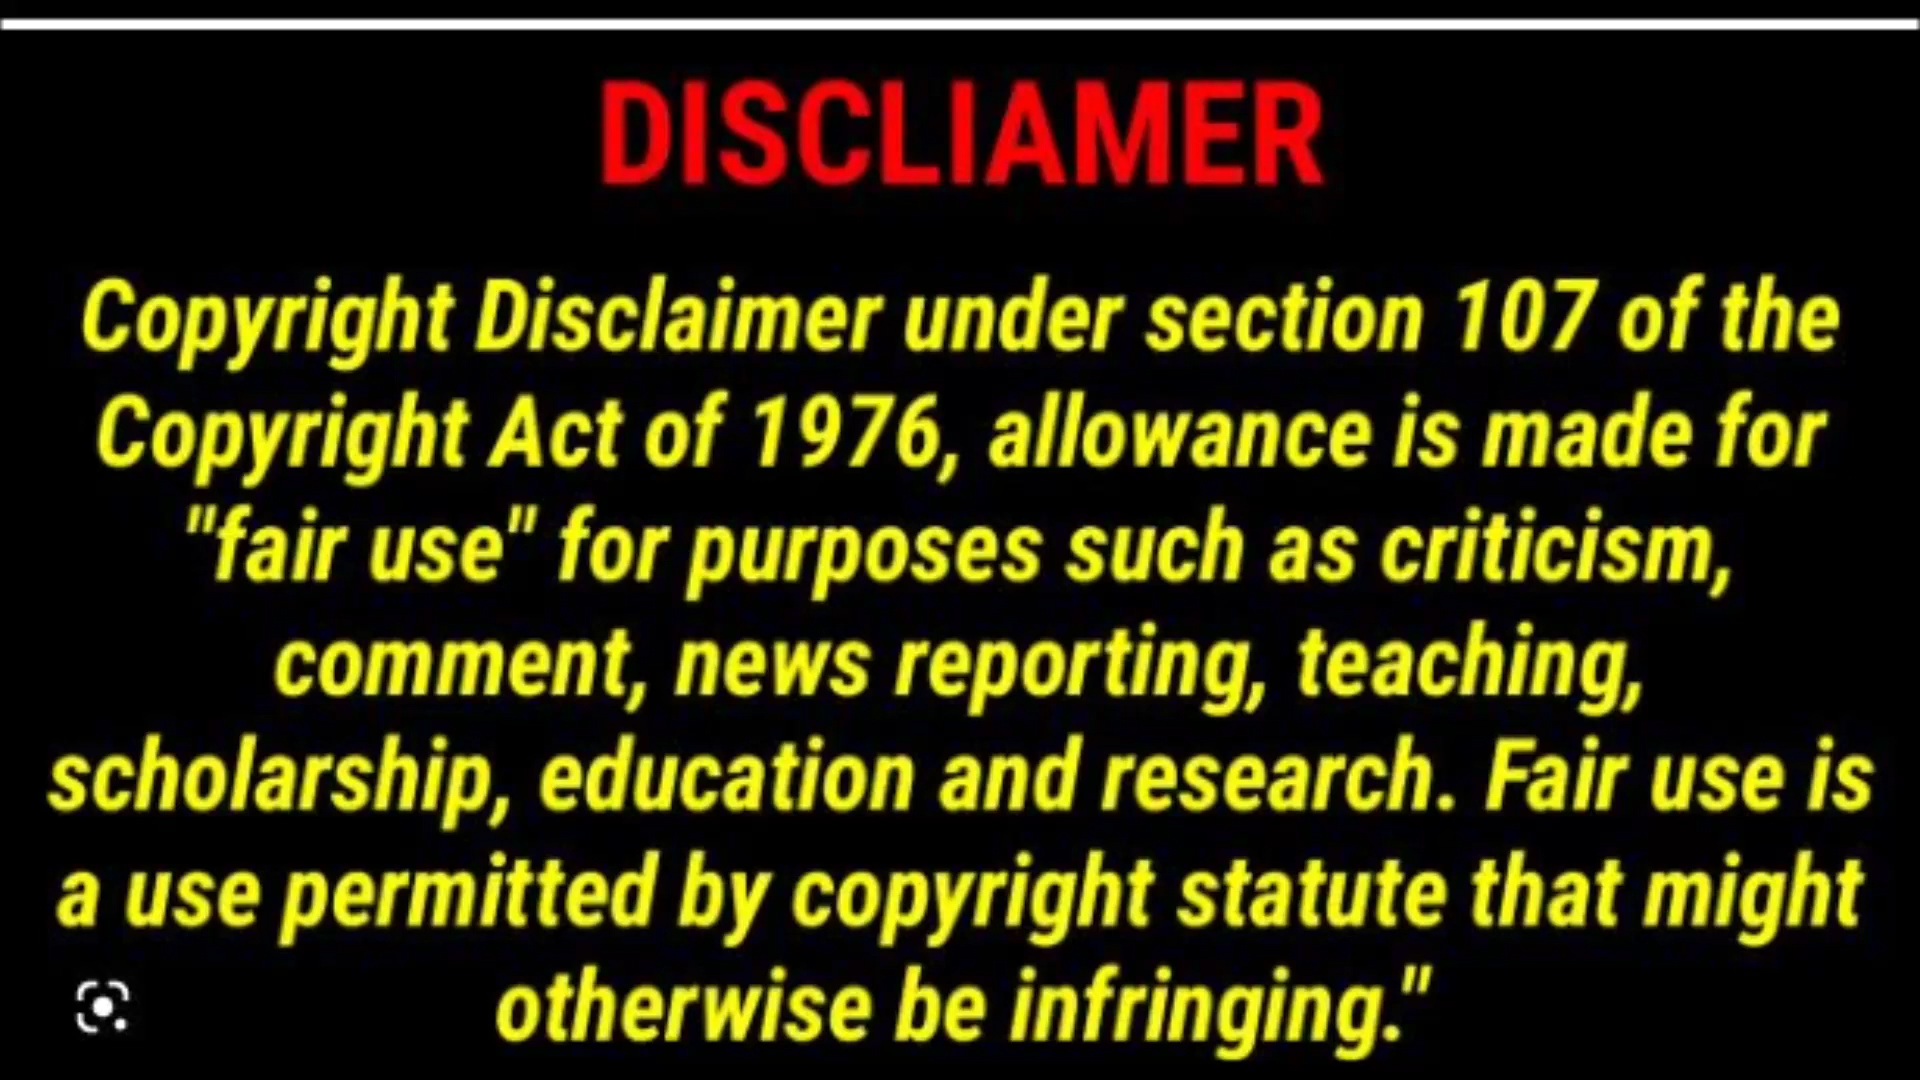 DISCLIAMER
Copyright Disclaimer under section 107 of the
Copyright Act of 1976, allowance is made for
"fair use" for purposes such as criticism,
comment, news reporting, teaching,
scholarship, education and research. Fair use is
a use permitted by copyright statute that might
otherwise be infringing."